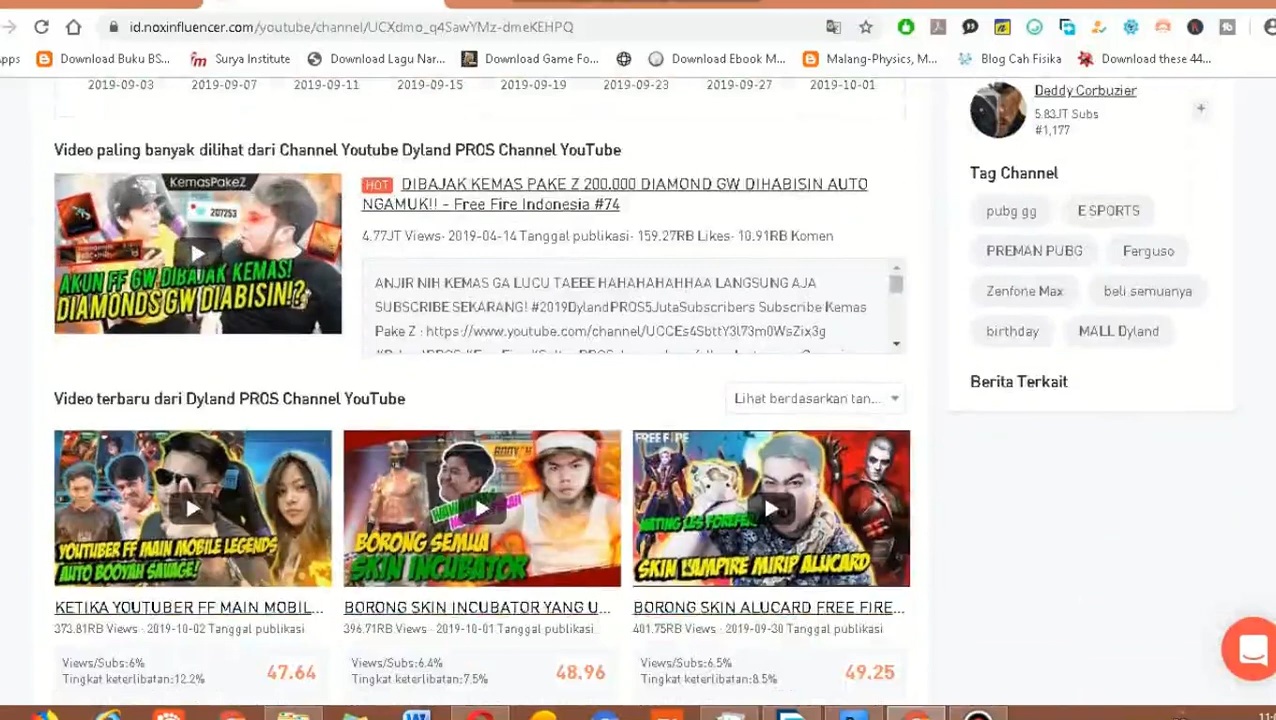 id.noxinfluencer.com/youtube/channel/UCXdmo_q4SawYMz-dmeKEHPQ
Apps Download Buku BS... Surya Institute Download Lagu Nar... Download Game Fo... Download Ebook M... Malang-Physics, M... Blog Cah Fisika Download these 44...
2019-09-03 2019-09-07 2019-09-11 2019-09-15 2019-09-19 2019-09-23 2019-09-27 2019-10-01
Deddy Corbuzier
5.83JT Subs
#1,177
+
Video paling banyak dilihat dari Channel Youtube Dyland PROS Channel YouTube
KemasPakeZ
207253
AKUN FF GW DIBAJAK KEMAS!
DIAMONDS GW DIABISIN!?
HOT DIBAJAK KEMAS PAKE Z 200.000 DIAMOND GW DIHABISIN AUTO
NGAMUK!! - Free Fire Indonesia #74
4.77JT Views- 2019-04-14 Tanggal publikasi- 159.27RB Likes- 10.91RB Komen
ANJIR NIH KEMAS GA LUCU TAEEE HAHAHAHAHHAA LANGSUNG AJA
SUBSCRIBE SEKARANG! #2019DylandPROS5JutaSubscribers Subscribe Kemas
Pake Z : https://www.youtube.com/channel/UCCEs4SbttY3l73m0WsZix3g
Tag Channel
pubg gg ESPORTS
PREMAN PUBG Ferguso
Zenfone Max beli semuanya
birthday MALL Dyland
Berita Terkait
Video terbaru dari Dyland PROS Channel YouTube
Lihat berdasarkan tan...
YOUTUBER FF MAIN MOBILE LEGENDS
AUTO BOOYAH SAVAGE!
BORONG SEMUA
SKIN INCUBATOR
FREE FIRE
SKIN VAMPIRE MIRIP ALUCARD
KETIKA YOUTUBER FF MAIN MOBIL... BORONG SKIN INCUBATOR YANG U... BORONG SKIN ALUCARD FREE FIRE...
373.81RB Views · 2019-10-02 Tanggal publikasi 396.71RB Views · 2019-10-01 Tanggal publikasi 401.75RB Views · 2019-09-30 Tanggal publikasi
Views/Subs:6% Views/Subs:6.4% Views/Subs:6.5%
Tingkat keterlibatan:12.2% 47.64 Tingkat keterlibatan:7.5% 48.96 Tingkat keterlibatan:8.5% 49.25